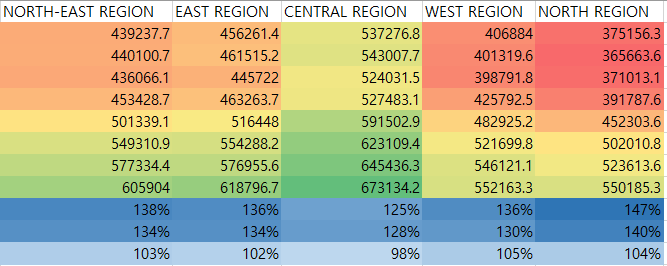 NORTH-EAST REGION EAST REGION CENTRAL REGION WEST REGION NORTH REGION
439237.7 456261.4 537276.8 406884 375156.3
440100.7 461515.2 543007.7 401319.6 365663.6
436066.1 445722 524031.5 398791.8 371013.1
453428.7 463263.7 527483.1 425792.5 391787.6
501339.1 516448 591502.9 482925.2 452303.6
549310.9 554288.2 623109.4 521699.8 502010.8
577334.4 576955.6 645436.3 546121.1 523613.6
605904 618796.7 673134.2 552163.3 550185.3
138% 136% 125% 136% 147%
134% 134% 128% 130% 140%
103% 102% 98% 105% 104%